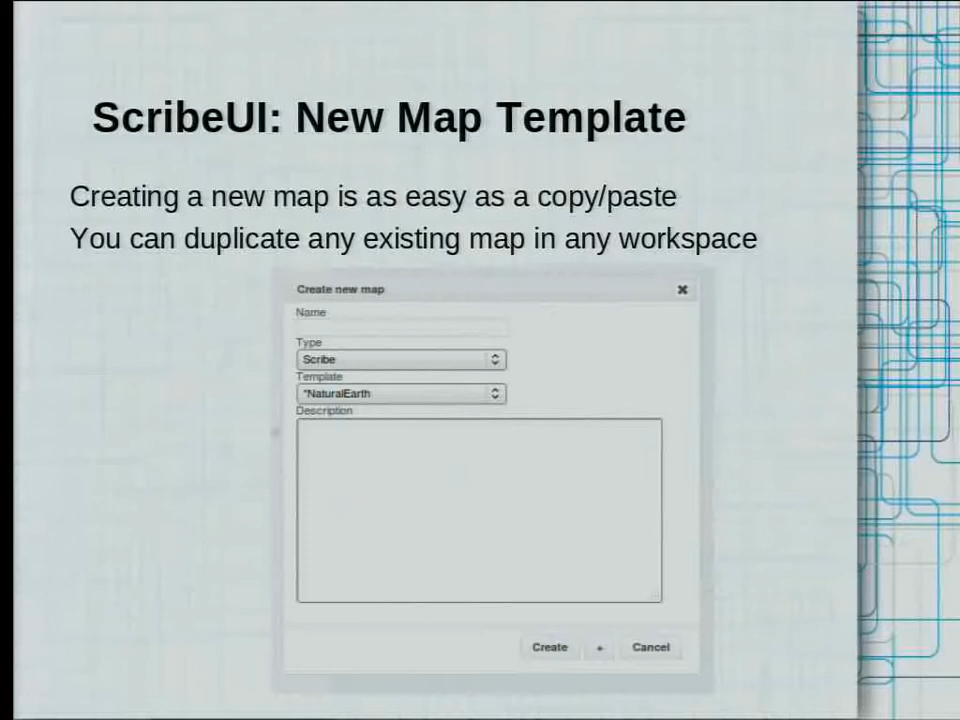 ScribeUI: New Map Template
Creating a new map is as easy as a copy/paste
You can duplicate any existing map in any workspace
Create new map
Name
Type
Scribe
Template
*NaturalEarth
Description
Create + Cancel